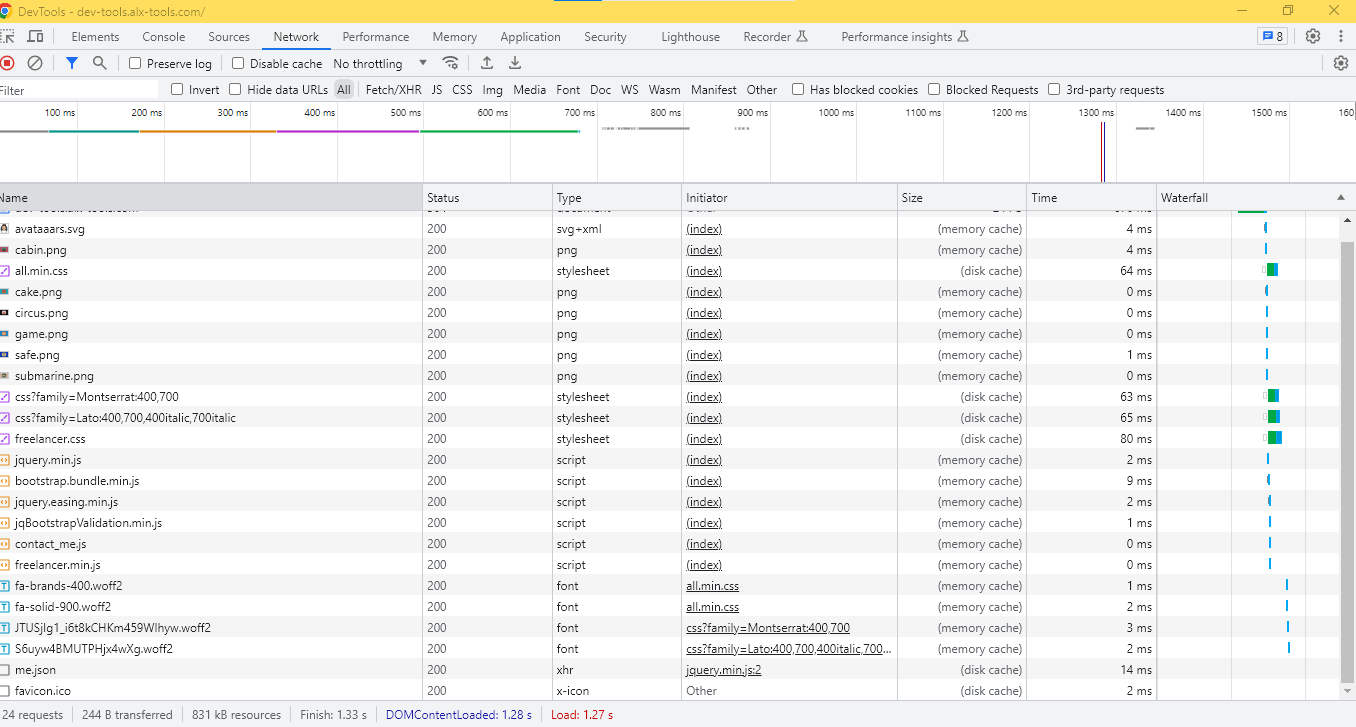 DevTools - dev-tools.alx-tools.com/
Elements Console Sources Network Performance Memory Application Security Lighthouse Recorder Performance insights 8
Preserve log Disable cache No throttling
Filter Invert Hide data URLs All Fetch/XHR JS CSS Img Media Font Doc WS Wasm Manifest Other Has blocked cookies Blocked Requests 3rd-party requests
100 ms 200 ms 300 ms 400 ms 500 ms 600 ms 700 ms 800 ms 900 ms 1000 ms 1100 ms 1200 ms 1300 ms 1400 ms 1500 ms 160
Name Status Type Initiator Size Time Waterfall
avataaars.svg 200 svg+xml (index) (memory cache) 4 ms
cabin.png 200 png (index) (memory cache) 4 ms
all.min.css 200 stylesheet (index) (disk cache) 64 ms
cake.png 200 png (index) (memory cache) 0 ms
circus.png 200 png (index) (memory cache) 0 ms
game.png 200 png (index) (memory cache) 0 ms
safe.png 200 png (index) (memory cache) 1 ms
submarine.png 200 png (index) (memory cache) 0 ms
css?family=Montserrat:400,700 200 stylesheet (index) (disk cache) 63 ms
css?family=Lato:400,700,400italic,700italic 200 stylesheet (index) (disk cache) 65 ms
freelancer.css 200 stylesheet (index) (disk cache) 80 ms
jquery.min.js 200 script (index) (memory cache) 2 ms
bootstrap.bundle.min.js 200 script (index) (memory cache) 9 ms
jquery.easing.min.js 200 script (index) (memory cache) 2 ms
jqBootstrapValidation.min.js 200 script (index) (memory cache) 1 ms
contact_me.js 200 script (index) (memory cache) 0 ms
freelancer.min.js 200 script (index) (memory cache) 0 ms
fa-brands-400.woff2 200 font all.min.css (memory cache) 1 ms
fa-solid-900.woff2 200 font all.min.css (memory cache) 2 ms
JTUSjIg1_i6t8kCHKm459Wlhyw.woff2 200 font css?family=Montserrat:400,700 (memory cache) 3 ms
S6uyw4BMUTPHjx4wXg.woff2 200 font css?family=Lato:400,700,400italic,700... (memory cache) 2 ms
me.json 200 xhr jquery.min.js:2 (disk cache) 14 ms
favicon.ico 200 x-icon Other (disk cache) 2 ms
24 requests 244 B transferred 831 kB resources Finish: 1.33 s DOMContentLoaded: 1.28 s Load: 1.27 s